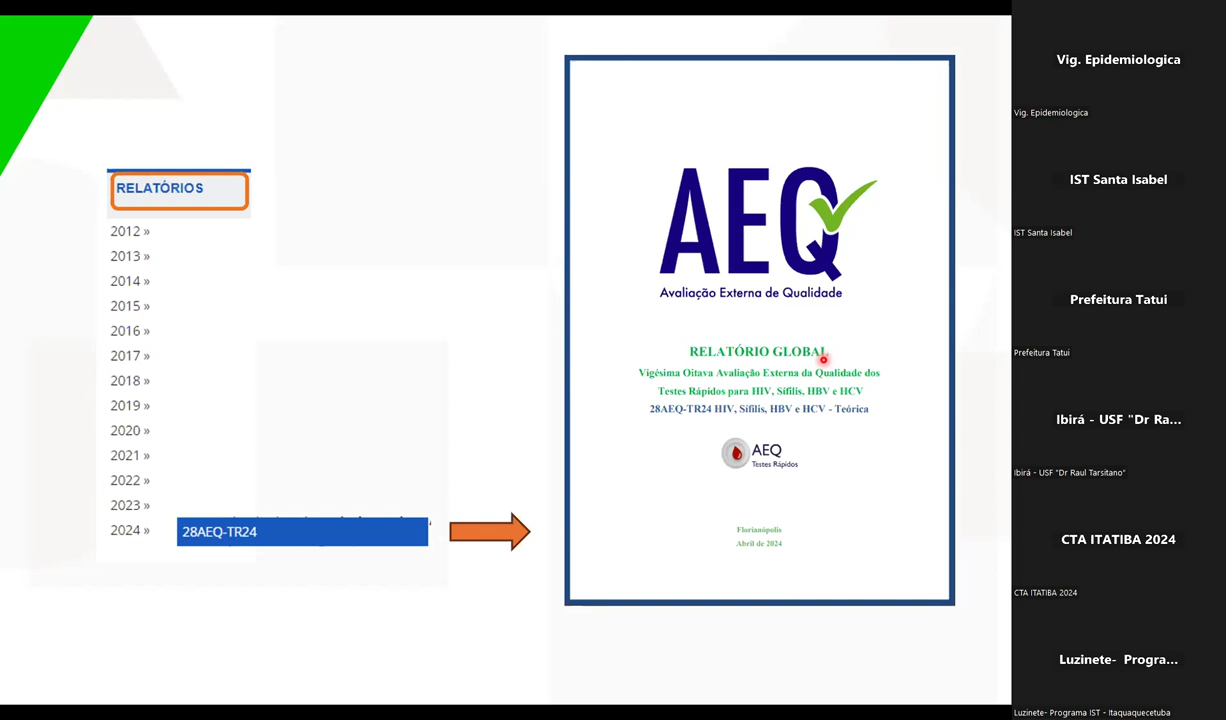 RELATÓRIOS
2012 »
2013 »
2014 »
2015 »
2016 »
2017 »
2018 »
2019 »
2020 »
2021 »
2022 »
2023 »
2024 »
28AEQ-TR24
AEQ
Avaliação Externa de Qualidade
RELATÓRIO GLOBAL
Vigésima Oitava Avaliação Externa da Qualidade dos
Testes Rápidos para HIV, Sífilis, HBV e HCV
28AEQ-TR24 HIV, Sífilis, HBV e HCV - Teórica
AEQ
Testes Rápidos
Florianópolis
Abril de 2024
Vig. Epidemiologica
Vig. Epidemiologica
IST Santa Isabel
IST Santa Isabel
Prefeitura Tatui
Prefeitura Tatui
Ibirá - USF "Dr Ra...
Ibirá - USF "Dr Raul Tarsitano"
CTA ITATIBA 2024
CTA ITATIBA 2024
Luzinete- Progra...
Luzinete- Programa IST - Itaquaquecetuba